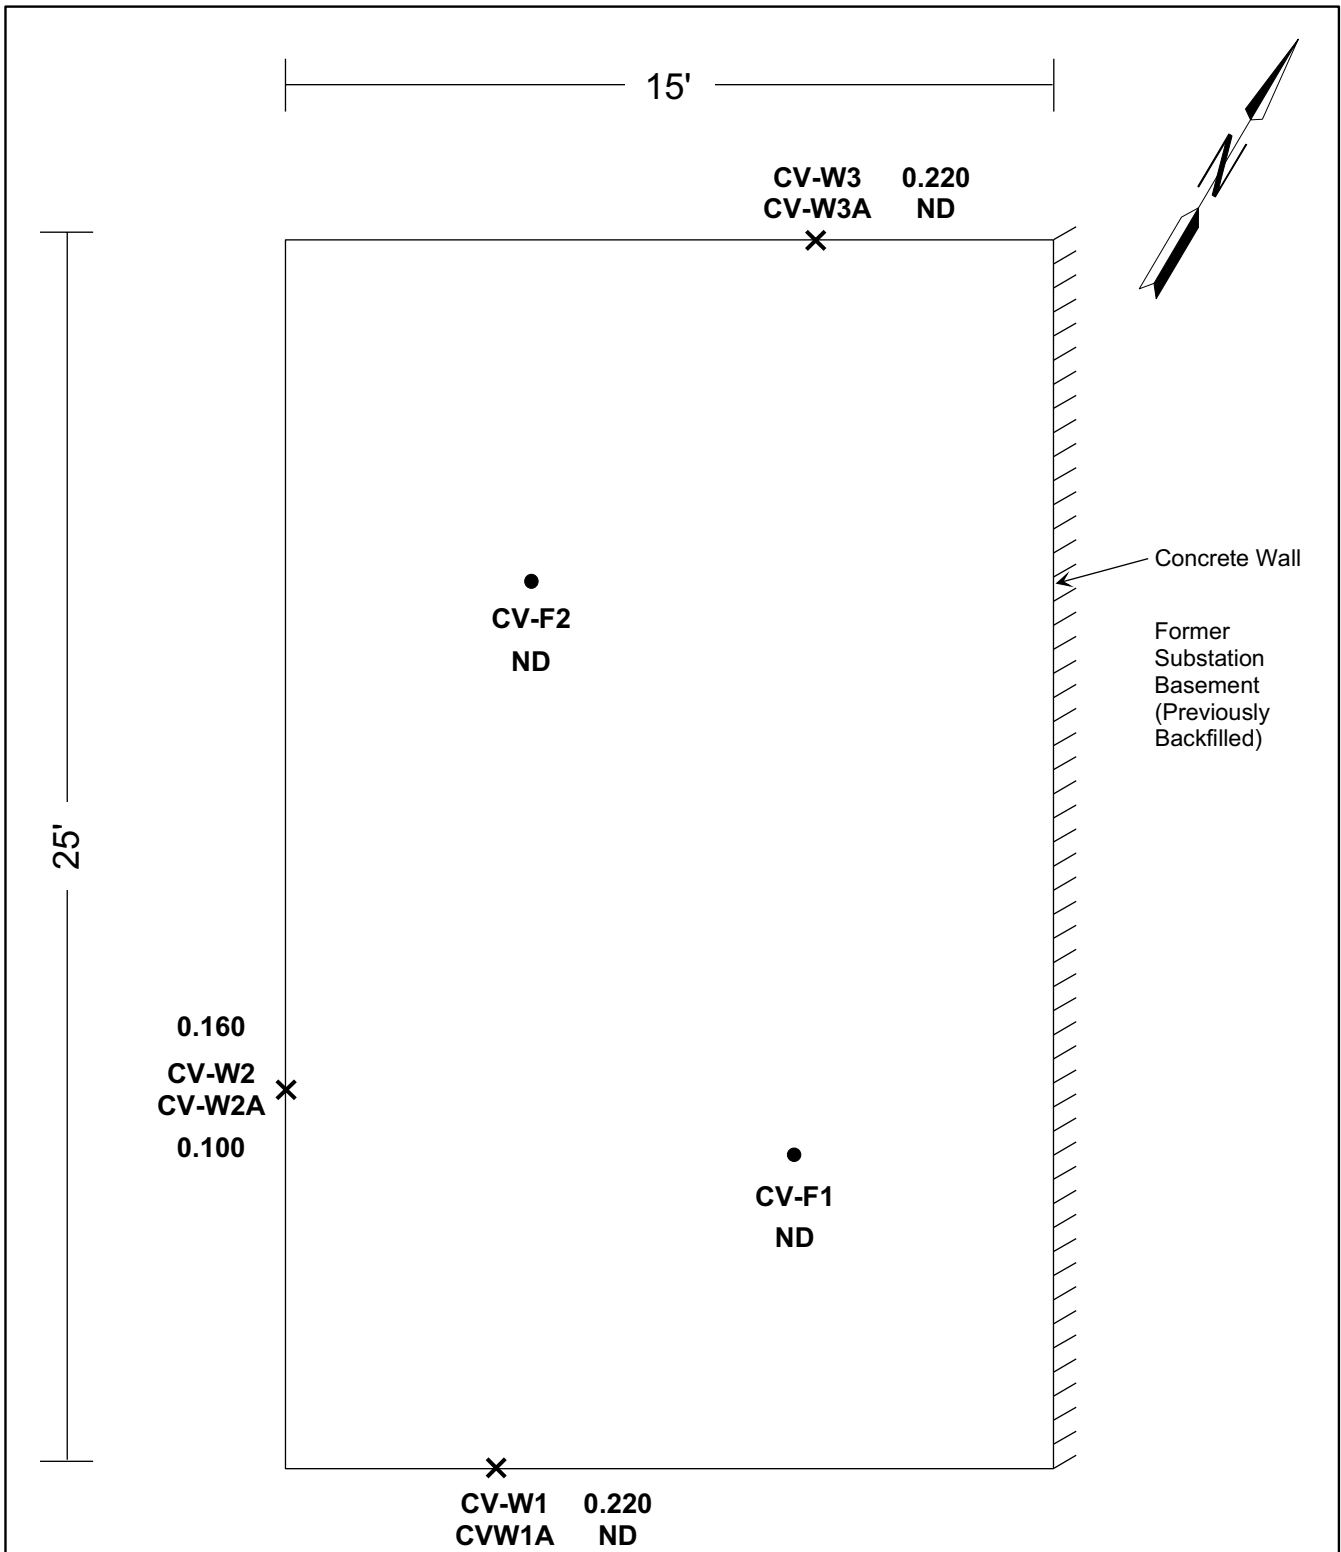 15'
N
CV-W3 0.220
CV-W3A ND
Concrete Wall
CV-F2
ND
Former
Substation
Basement
(Previously
Backfilled)
25'
0.160
CV-W2
CV-W2A
0.100
CV-F1
ND
CV-W1 0.220
CVW1A ND